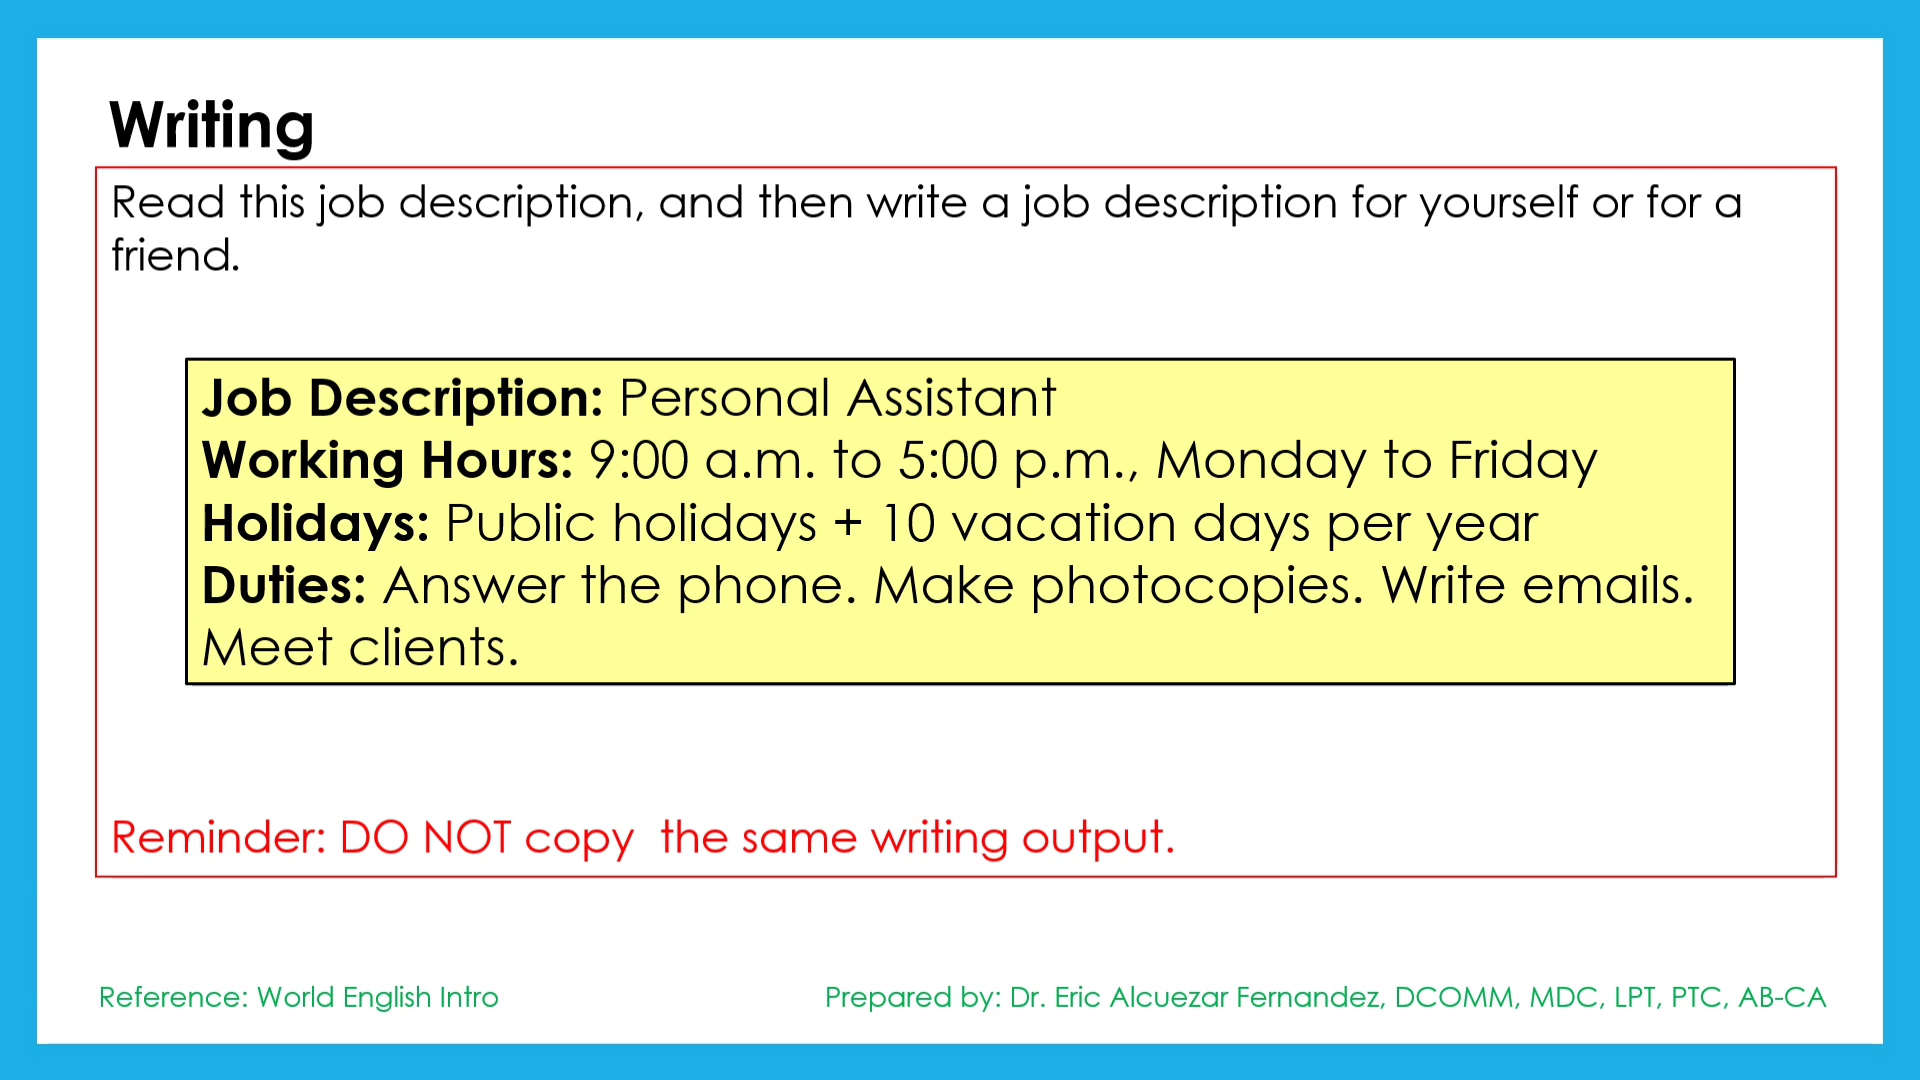 Writing
Read this job description, and then write a job description for yourself or for a
friend.
Job Description: Personal Assistant
Working Hours: 9:00 a.m. to 5:00 p.m., Monday to Friday
Holidays: Public holidays + 10 vacation days per year
Duties: Answer the phone. Make photocopies. Write emails.
Meet clients.
Reminder: DO NOT copy  the same writing output.
Reference: World English Intro
Prepared by: Dr. Eric Alcuezar Fernandez, DCOMM, MDC, LPT, PTC, AB-CA